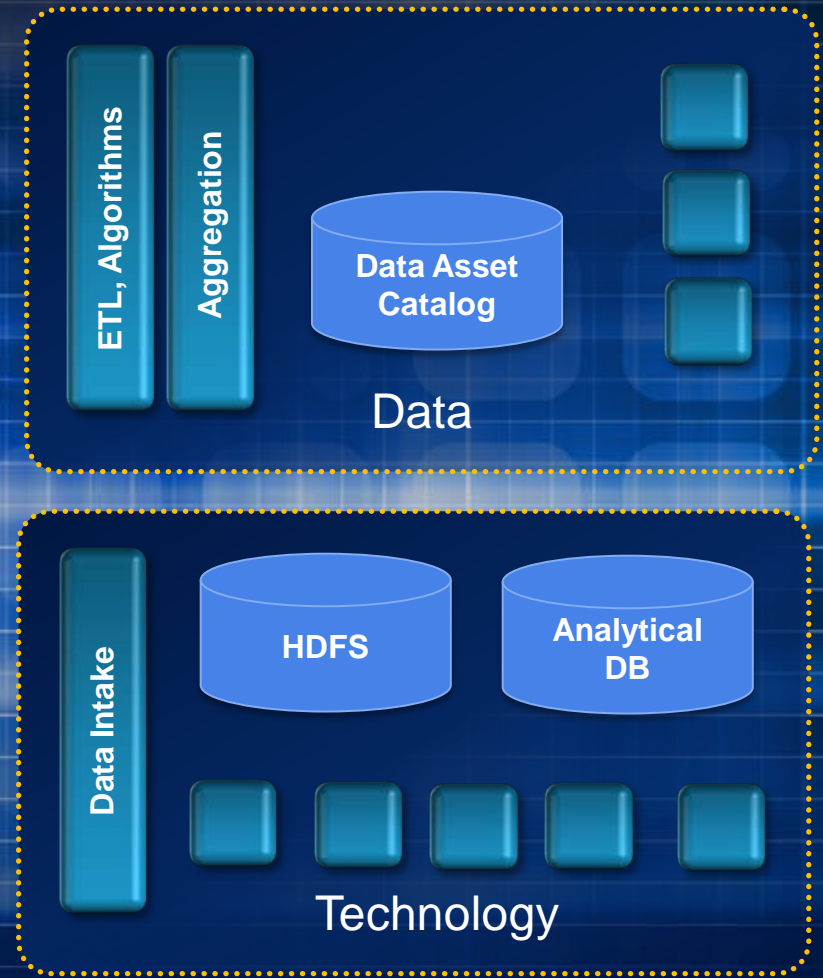 ETL, Algorithms
Aggregation
Data Asset
Catalog
Data
Data Intake
HDFS
Analytical
DB
Technology